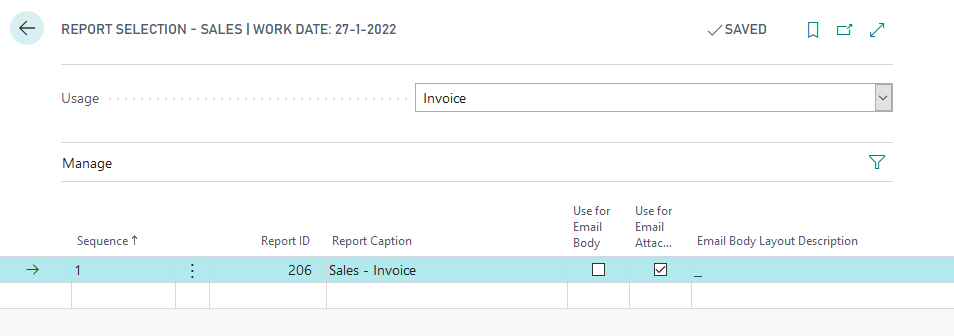 REPORT SELECTION - SALES | WORK DATE: 27-1-2022
SAVED
Usage
Invoice
Manage
Sequence ↑
Report ID
Report Caption
Use for
Email
Body
Use for
Email
Attac...
Email Body Layout Description
1
206
Sales - Invoice
_